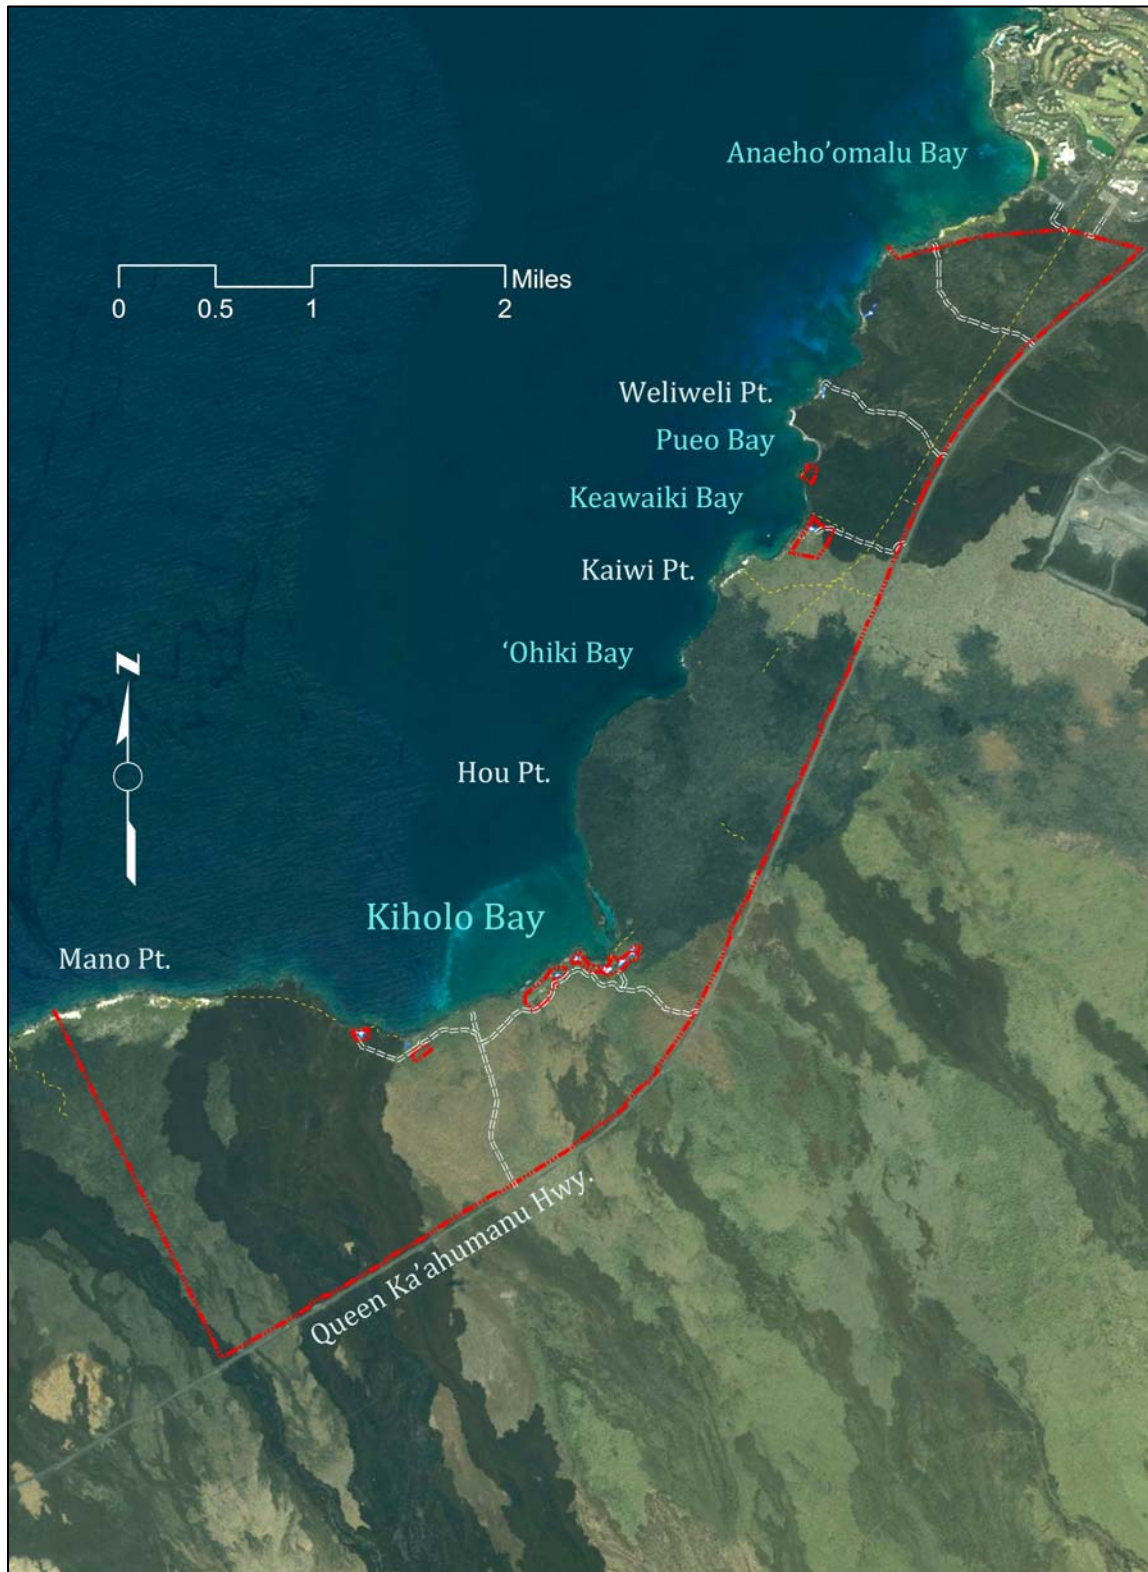 Anaeho’omalu Bay
Miles
0 0.5 1 2
Weliweli Pt.
Pueo Bay
Keawaiki Bay
Kaiwi Pt.
‘Ohiki Bay
N
Hou Pt.
Kiholo Bay
Mano Pt.
Queen Ka’ahumanu Hwy.